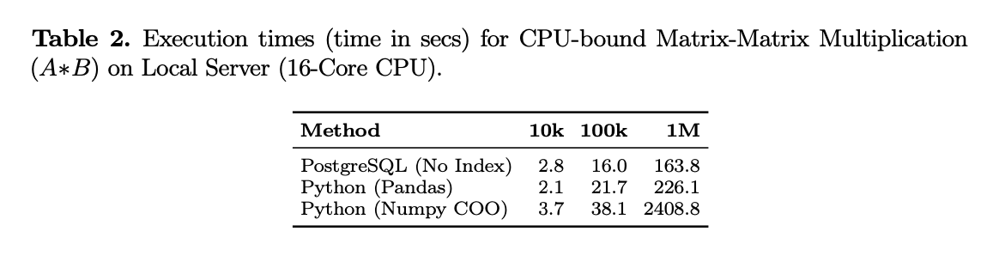 Table 2. Execution times (time in secs) for CPU-bound Matrix-Matrix Multiplication
(A∗B) on Local Server (16-Core CPU).
Method 10k 100k 1M
PostgreSQL (No Index) 2.8 16.0 163.8
Python (Pandas) 2.1 21.7 226.1
Python (Numpy COO) 3.7 38.1 2408.8